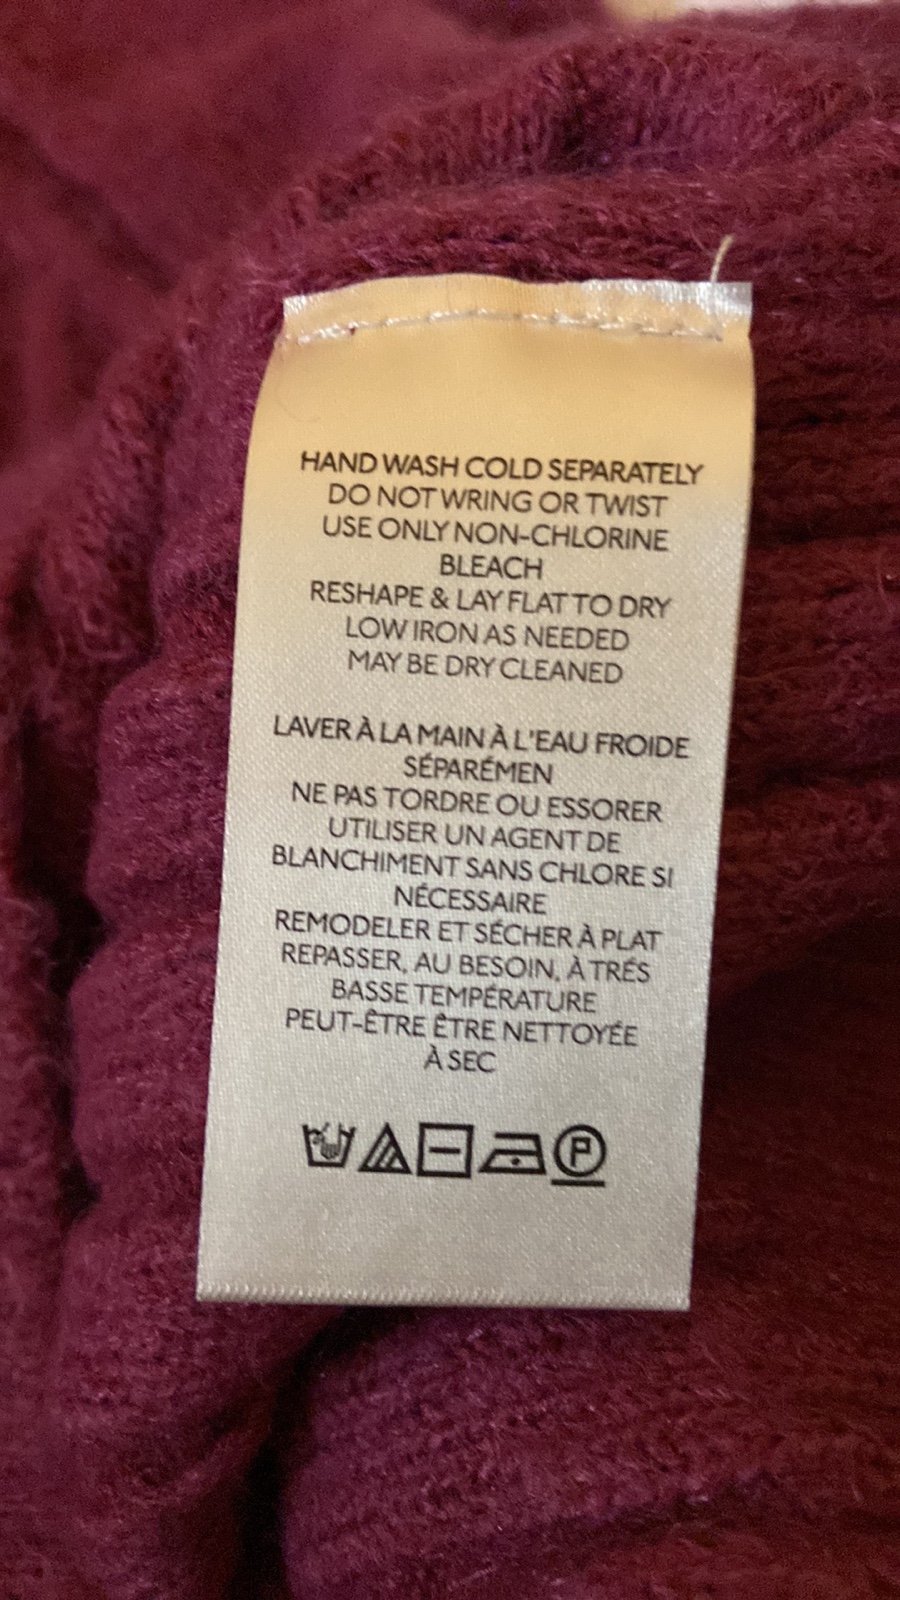 HAND WASH COLD SEPARATELY
DO NOT WRING OR TWIST
USE ONLY NON-CHLORINE
BLEACH
RESHAPE & LAY FLAT TO DRY
LOW IRON AS NEEDED
MAY BE DRY CLEANED
LAVER À LA MAIN À L'EAU FROIDE
SÉPARÉMEN
NE PAS TORDRE OU ESSORER
UTILISER UN AGENT DE
BLANCHIMENT SANS CHLORE SI
NÉCESSAIRE
REMODELER ET SÉCHER À PLAT
REPASSER, AU BESOIN, À TRÉS
BASSE TEMPÉRATURE
PEUT-ÊTRE ÊTRE NETTOYÉE
À SEC
P